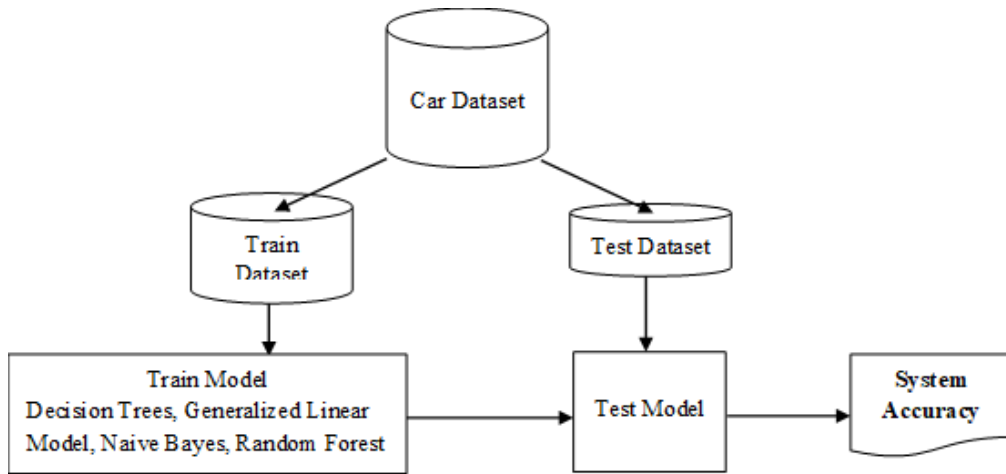 Car Dataset
Train
Dataset
Test Dataset
Train Model
Decision Trees, Generalized Linear
Model, Naive Bayes, Random Forest
Test Model
System
Accuracy